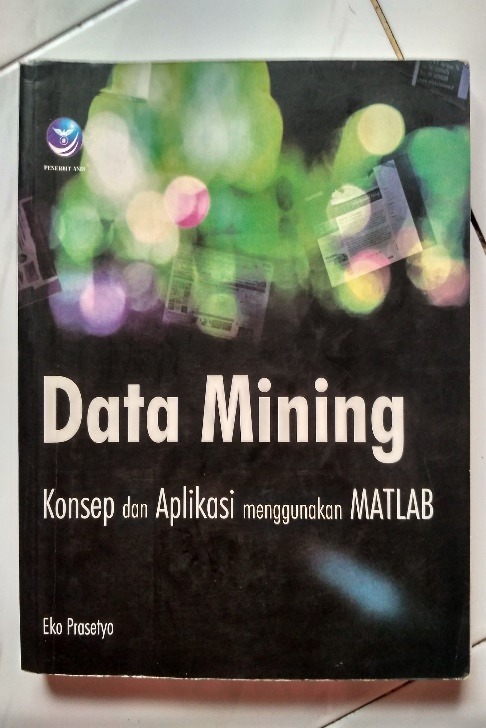 PENERBIT ANDI
Data Mining
Konsep dan Aplikasi menggunakan MATLAB
Eko Prasetyo